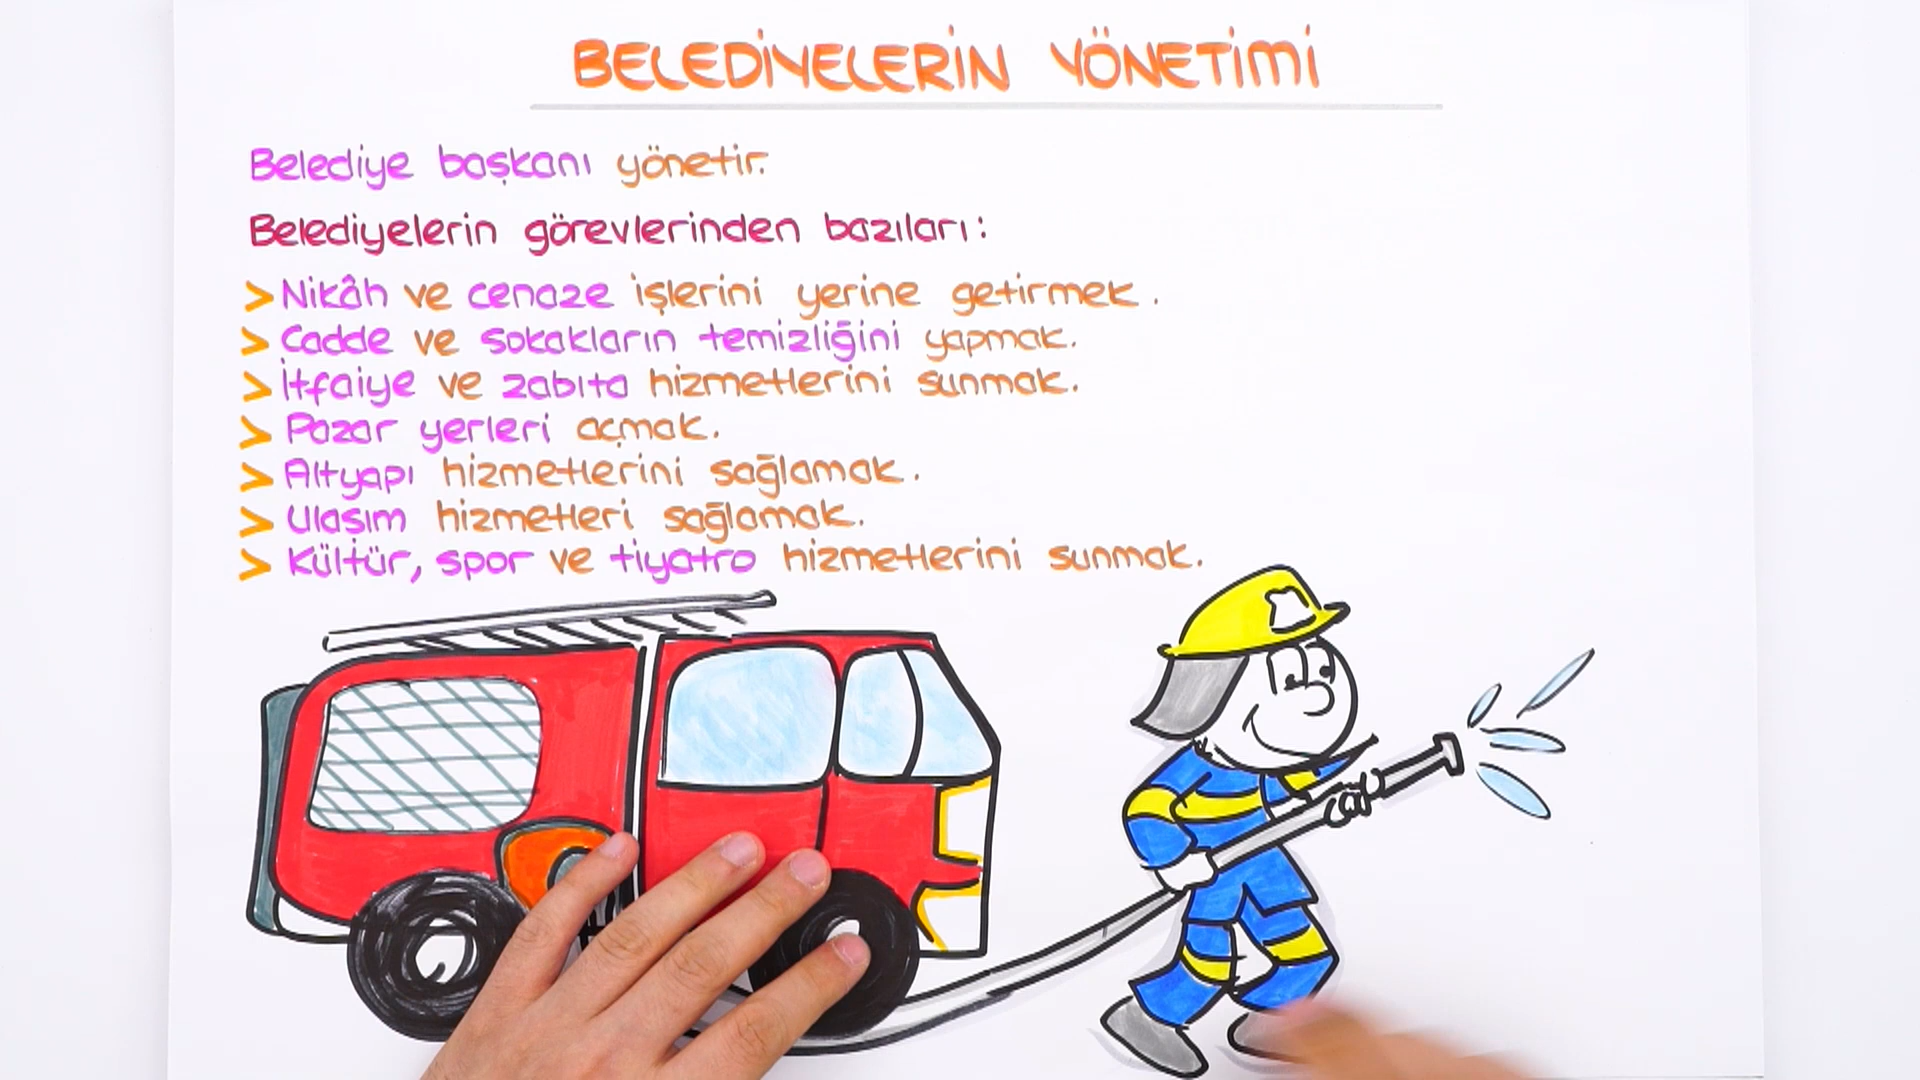 BELEDİYELERİN YÖNETİMİ
Belediye başkanı yönetir.
Belediyelerin görevlerinden bazıları:
> Nikâh ve cenaze işlerini yerine getirmek.
> Cadde ve sokakların temizliğini yapmak.
> İtfaiye ve zabıta hizmetlerini sunmak.
> Pazar yerleri açmak.
> Altyapı hizmetlerini sağlamak.
> Ulaşım hizmetleri sağlamak.
> Kültür, spor ve tiyatro hizmetlerini sunmak.